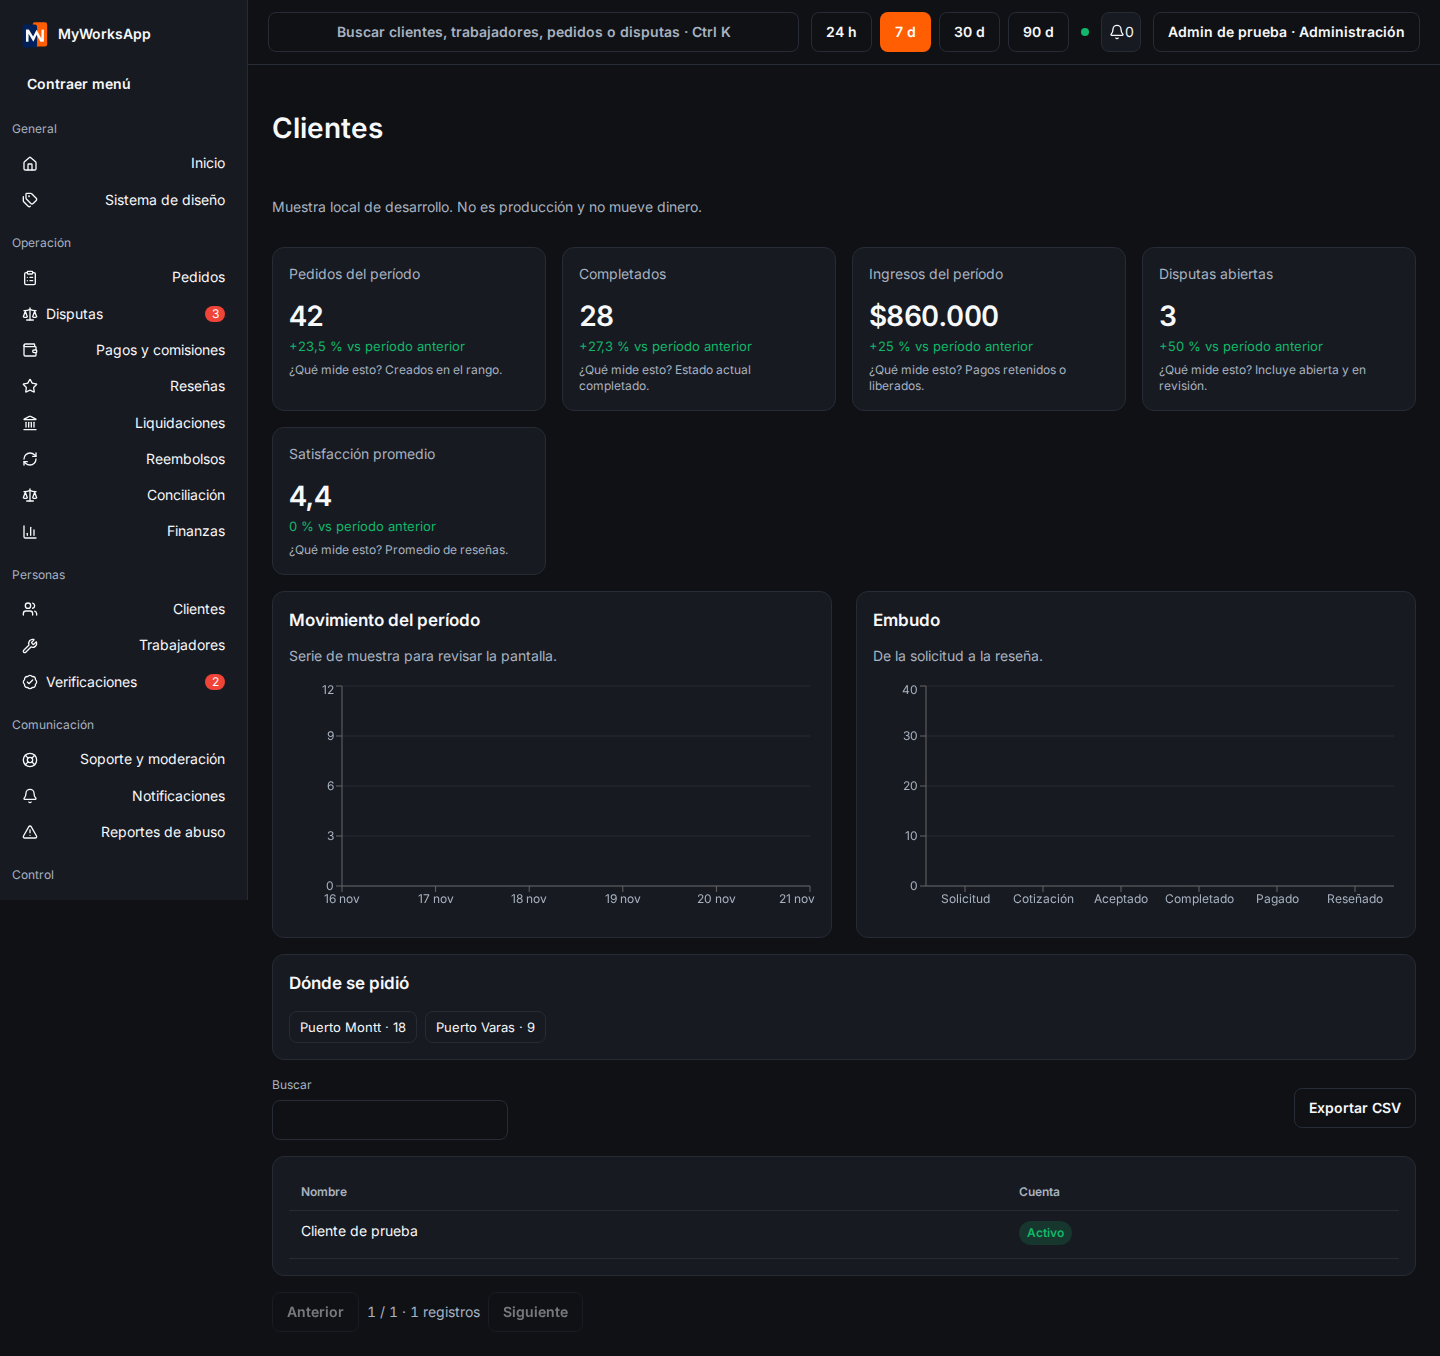 MyWorksApp
Contraer menú
General
Inicio
Sistema de diseño
Operación
Pedidos
Disputas 3
Pagos y comisiones
Reseñas
Liquidaciones
Reembolsos
Conciliación
Finanzas
Personas
Clientes
Trabajadores
Verificaciones 2
Comunicación
Soporte y moderación
Notificaciones
Reportes de abuso
Control
Buscar clientes, trabajadores, pedidos o disputas · Ctrl K
24 h
7 d
30 d
90 d
0
Admin de prueba · Administración
Clientes
Muestra local de desarrollo. No es producción y no mueve dinero.
Pedidos del período
42
+23,5 % vs período anterior
¿Qué mide esto? Creados en el rango.
Completados
28
+27,3 % vs período anterior
¿Qué mide esto? Estado actual
completado.
Ingresos del período
$860.000
+25 % vs período anterior
¿Qué mide esto? Pagos retenidos o
liberados.
Disputas abiertas
3
+50 % vs período anterior
¿Qué mide esto? Incluye abierta y en
revisión.
Satisfacción promedio
4,4
0 % vs período anterior
¿Qué mide esto? Promedio de reseñas.
Movimiento del período
Serie de muestra para revisar la pantalla.
12
9
6
3
0
16 nov 17 nov 18 nov 19 nov 20 nov 21 nov
Embudo
De la solicitud a la reseña.
40
30
20
10
0
Solicitud Cotización Aceptado Completado Pagado Reseñado
Dónde se pidió
Puerto Montt · 18
Puerto Varas · 9
Buscar
Exportar CSV
Nombre Cuenta
Cliente de prueba Activo
Anterior 1 / 1 · 1 registros Siguiente